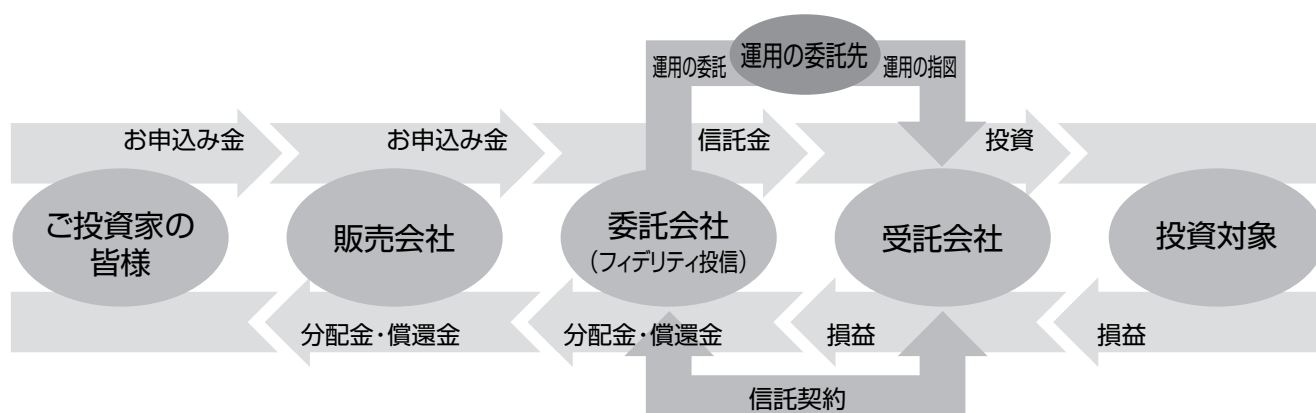 運用の委託
運用の委託先
運用の指図
お申込み金
お申込み金
信託金
投資
ご投資家の
皆様
販売会社
委託会社
（フィデリティ投信）
受託会社
投資対象
分配金・償還金
分配金・償還金
損益
損益
信託契約